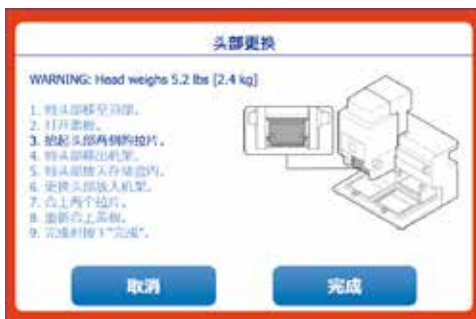 头部更换
WARNING: Head weighs 5.2 lbs [2.4 kg]
1. 将头部移至顶部。
2. 打开盖板。
3. 抬起头部两侧的拉片。
4. 将头部移出机架。
5. 将头部放入存储盒内。
6. 更换头部放入机架。
7. 合上两个拉片。
8. 重新合上盖板。
9. 完成时按下“完成”。
取消
完成